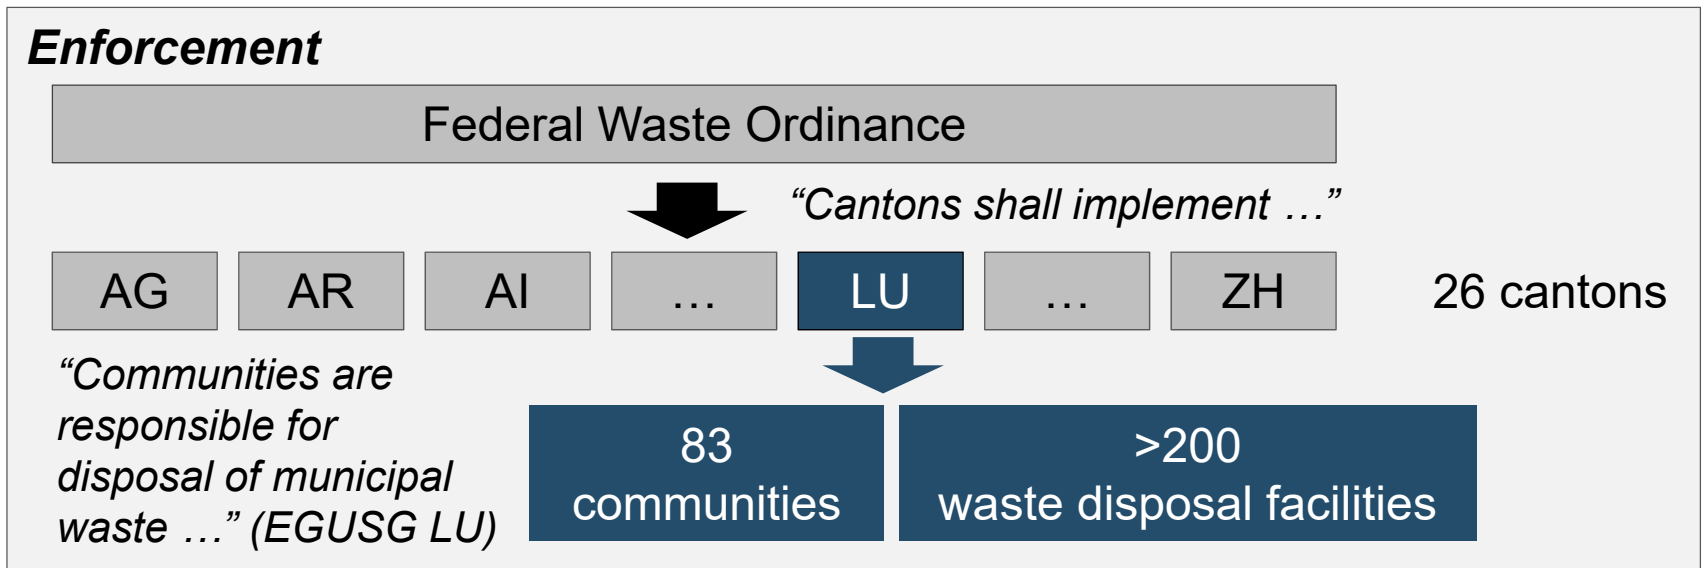 Enforcement
Federal Waste Ordinance
“Cantons shall implement …”
AG
AR
AI
…
LU
…
ZH
26 cantons
“Communities are
responsible for
disposal of municipal
waste …” (EGUSG LU)
83
communities
>200
waste disposal facilities